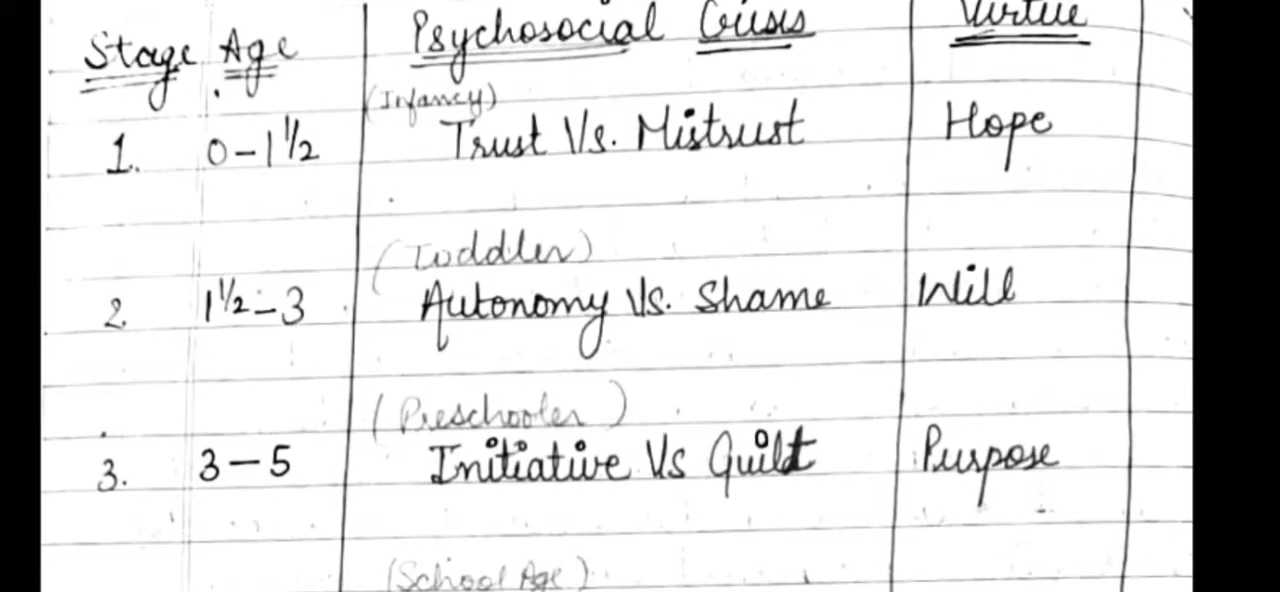 Stage Age Psychosocial Crisis Virtue
(Infancy)
1. 0-1½ Trust Vs. Mistrust Hope
(Toddler)
2. 1½-3 Autonomy Vs. Shame Will
(Preschooler)
3. 3-5 Initiative Vs Guilt Purpose
(School Age)